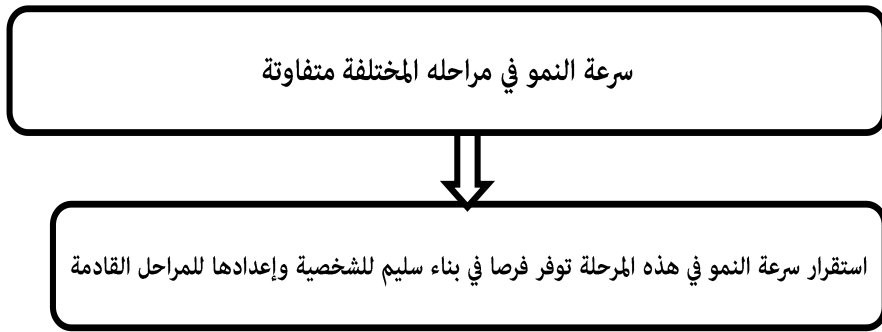 سرعة النمو في مراحله المختلفة متفاوتة
استقرار سرعة النمو في هذه المرحلة توفر فرصا في بناء سليم للشخصية وإعدادها للمراحل القادمة